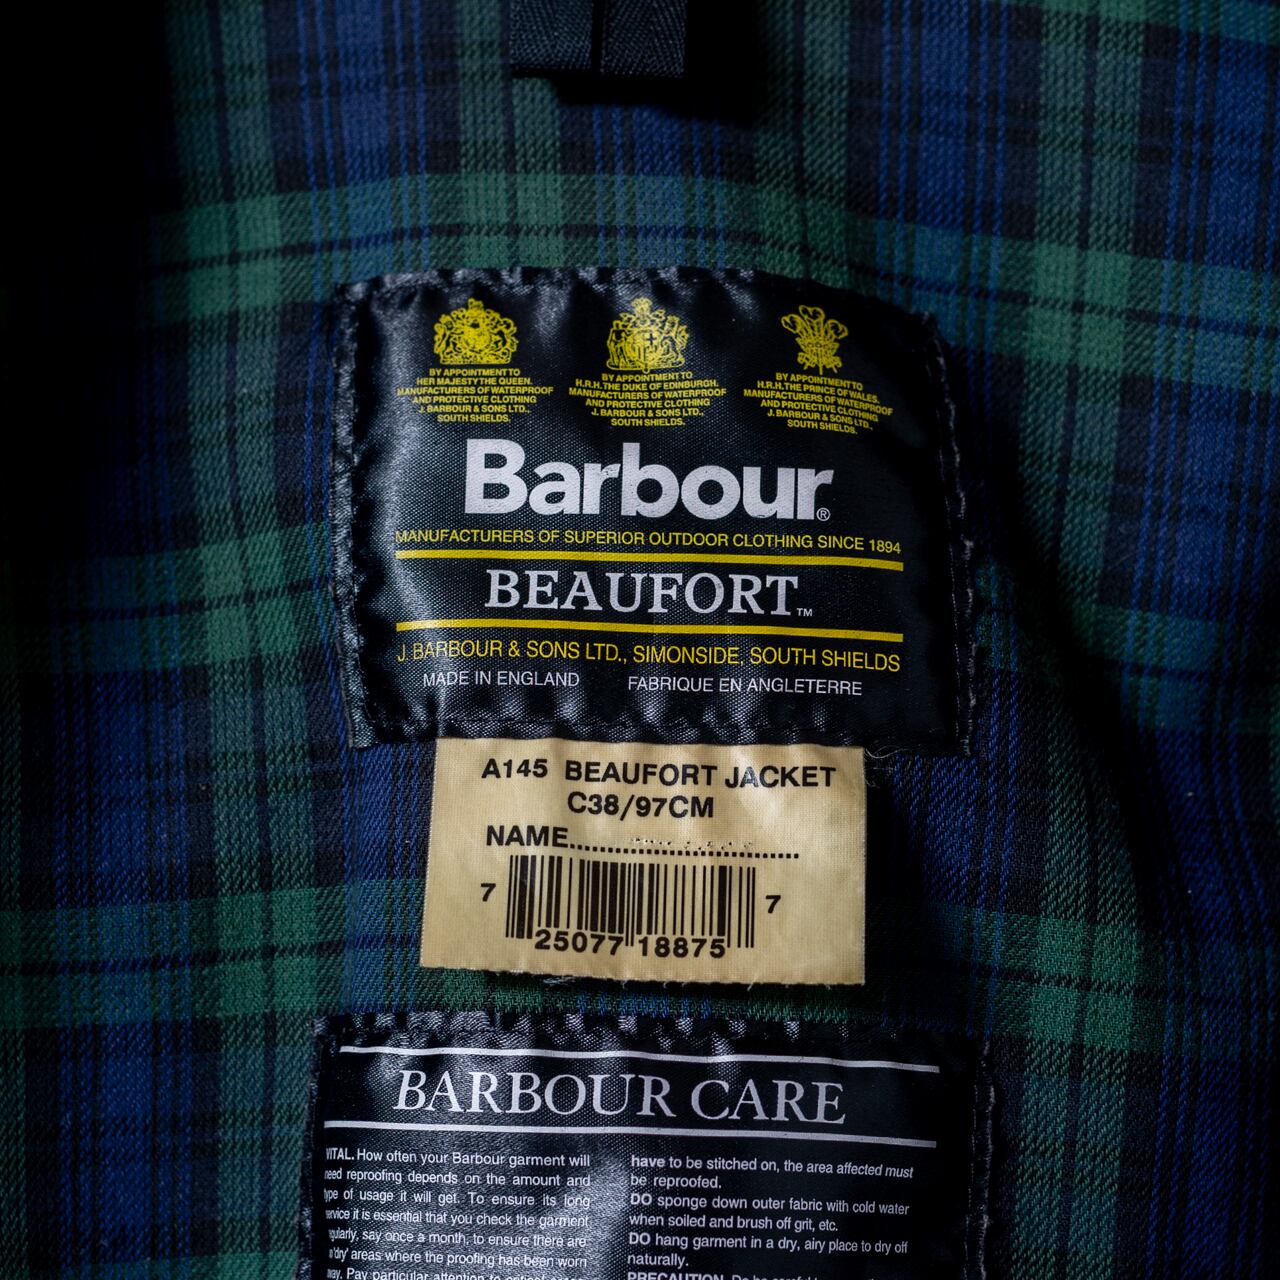 BY APPOINTMENT TO
HER MAJESTY THE QUEEN.
MANUFACTURERS OF WATERPROOF
AND PROTECTIVE CLOTHING
J. BARBOUR & SONS LTD.,
SOUTH SHIELDS.
BY APPOINTMENT TO
H.R.H. THE DUKE OF EDINBURGH.
MANUFACTURERS OF WATERPROOF
AND PROTECTIVE CLOTHING
J. BARBOUR & SONS LTD.,
SOUTH SHIELDS.
BY APPOINTMENT TO
H.R.H. THE PRINCE OF WALES.
MANUFACTURERS OF WATERPROOF
AND PROTECTIVE CLOTHING
J. BARBOUR & SONS LTD.,
SOUTH SHIELDS.
Barbour®
MANUFACTURERS OF SUPERIOR OUTDOOR CLOTHING SINCE 1894
BEAUFORT™
J. BARBOUR & SONS LTD., SIMONSIDE, SOUTH SHIELDS
MADE IN ENGLAND FABRIQUE EN ANGLETERRE
A145 BEAUFORT JACKET
C38/97CM
NAME..............................
7 25077 18875 7
BARBOUR CARE
VITAL. How often your Barbour garment will
need reproofing depends on the amount and
type of usage it will get. To ensure its long
service it is essential that you check the garment,
regularly, say once a month, to ensure there are
'dry' areas where the proofing has been worn
away. Pay particular attention to critical
have to be stitched on, the area affected must
be reproofed.
DO sponge down outer fabric with cold water
when soiled and brush off grit, etc.
DO hang garment in a dry, airy place to dry off
naturally.
PRECAUTION.